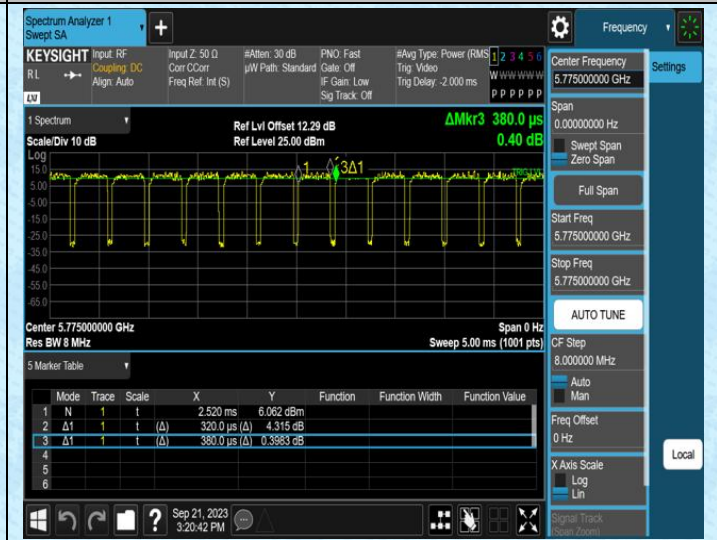 Spectrum Analyzer 1
Swept SA
+
Frequency
KEYSIGHT
Input: RF
Input Z: 50 Ω
#Atten: 30 dB
PNO: Fast
#Avg Type: Power (RMS
1 2 3 4 5 6
RL
Coupling: DC
Corr CCorr
µW Path: Standard
Gate: Off
Trig: Video
W W W W W W
Align: Auto
Freq Ref: Int (S)
IF Gain: Low
Trig Delay: -2.000 ms
Sig Track: Off
P P P P P P
LXI
1 Spectrum
Ref Lvl Offset 12.29 dB
ΔMkr3 380.0 µs
Scale/Div 10 dB
Ref Level 25.00 dBm
0.40 dB
Log
15.0
1
3Δ1
5.00
-5.00
-15.0
-25.0
-35.0
-45.0
-55.0
-65.0
Center 5.775000000 GHz
Span 0 Hz
Res BW 8 MHz
Sweep 5.00 ms (1001 pts)
5 Marker Table
Mode Trace Scale X Y Function Function Width Function Value
1 N 1 t 2.520 ms 6.062 dBm
2 Δ1 1 t (Δ) 320.0 µs (Δ) 4.315 dB
3 Δ1 1 t (Δ) 380.0 µs (Δ) 0.3983 dB
4
5
6
?
Sep 21, 2023
3:20:42 PM
Center Frequency
5.775000000 GHz
Settings
Span
0.00000000 Hz
Swept Span
Zero Span
Full Span
Start Freq
5.775000000 GHz
Stop Freq
5.775000000 GHz
AUTO TUNE
CF Step
8.000000 MHz
Auto
Man
Freq Offset
0 Hz
Local
X Axis Scale
Log
Lin
Signal Track
(Span Zoom)